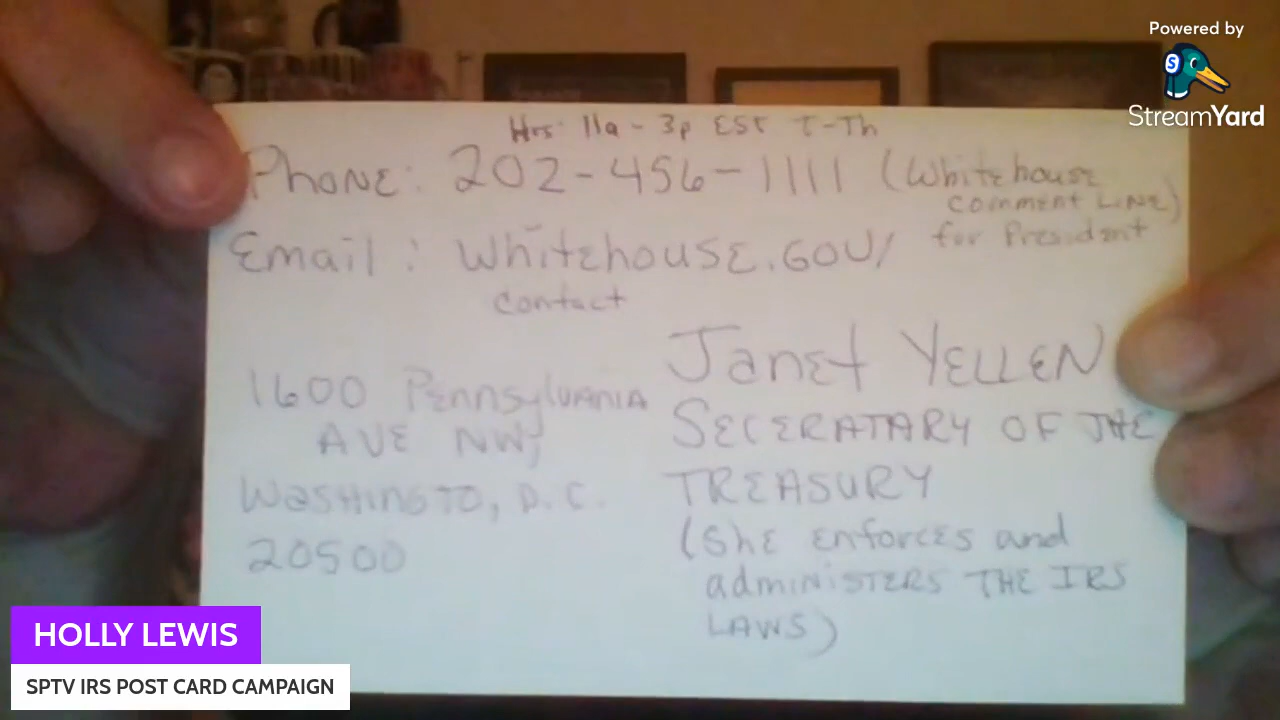 Powered by
StreamYard
Hrs: 11a - 3p EST T-Th
Phone: 202-456-1111 (Whitehouse
comment Line)
for President
Email: Whitehouse.gov/
contact
Janet Yellen
1600 Pennsylvania
Ave NW,
Washingto, D.C.
20500
Seceratary of the
Treasury
(She enforces and
administers the IRS
laws)
HOLLY LEWIS
SPTV IRS POST CARD CAMPAIGN